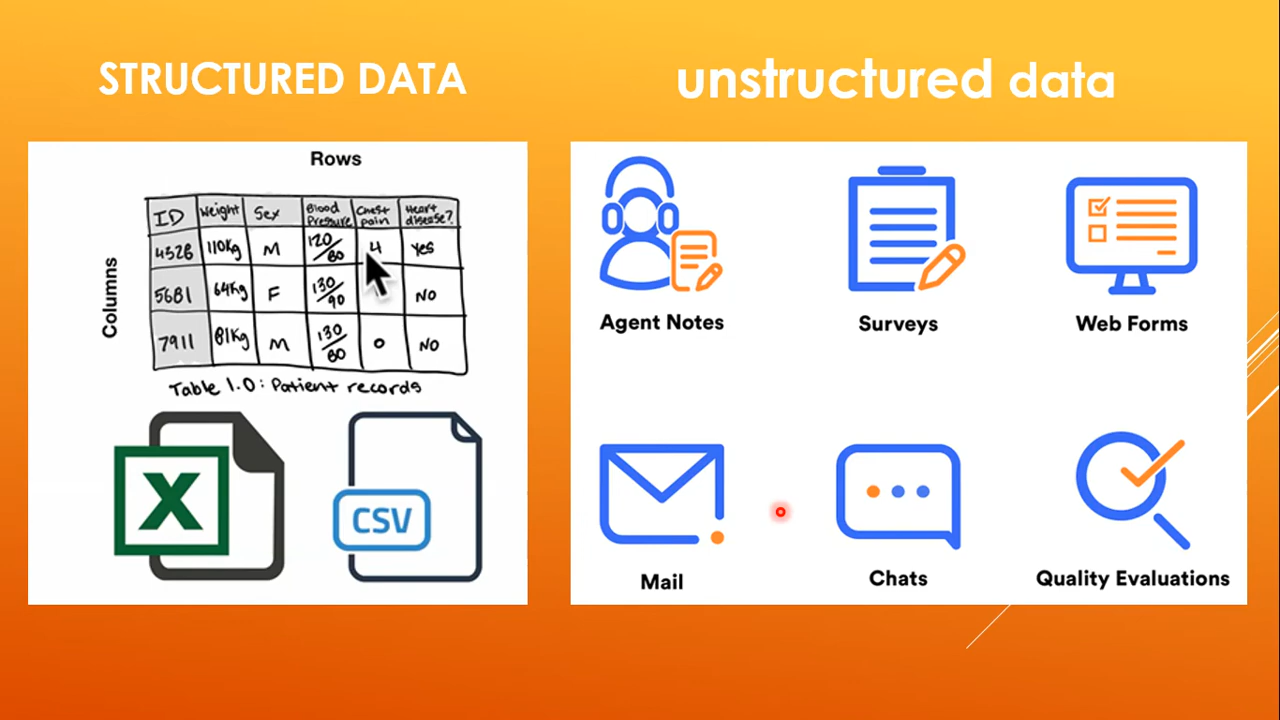 STRUCTURED DATA
unstructured data
Rows
Columns
ID Weight Sex Blood Pressure Chest pain Heart disease?
4528 110Kg M 120/80 4 Yes
5681 64Kg F 130/90 NO
7911 81Kg M 130/80 0 NO
Table 1.0: Patient records
X
CSV
Agent Notes
Surveys
Web Forms
Mail
Chats
Quality Evaluations